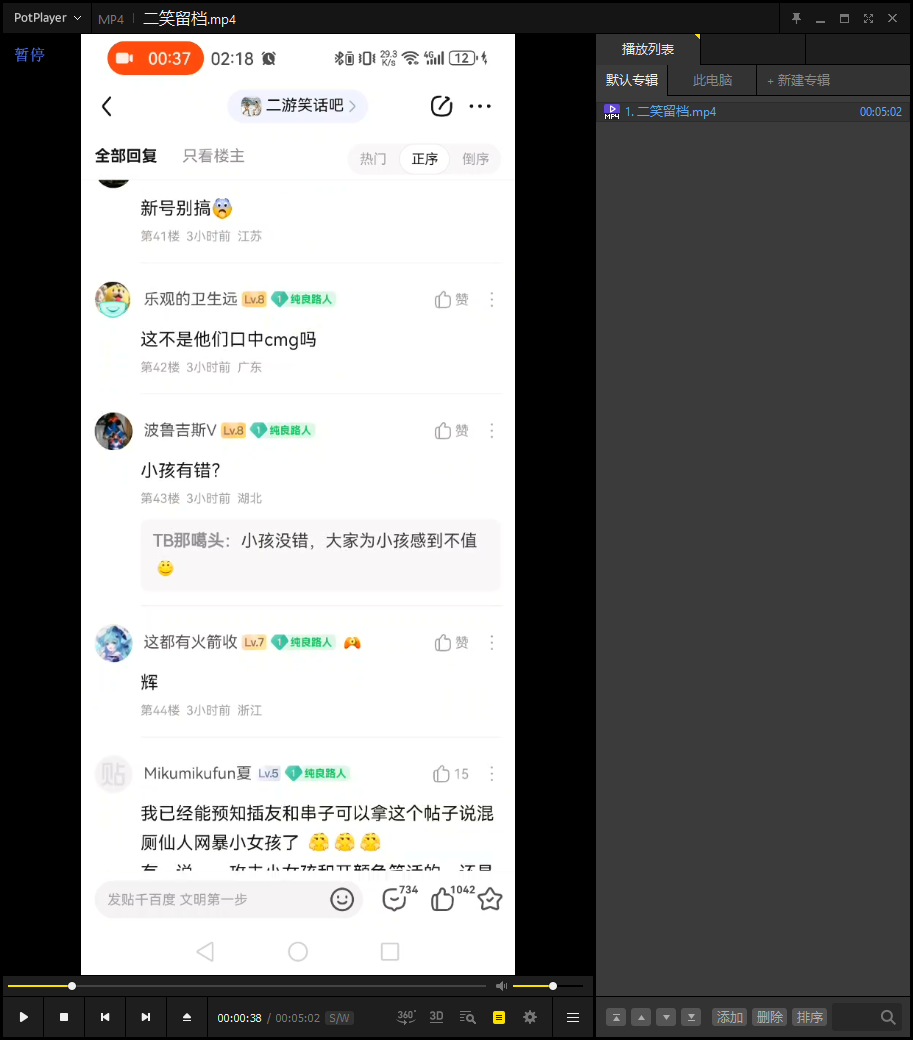 PotPlayer MP4 二笑留档.mp4
暂停
00:37 02:18 29.3 K/s 4G 12
二游笑话吧
全部回复 只看楼主 热门 正序 倒序
新号别搞
第41楼 3小时前 江苏
乐观的卫生远 Lv.8 1 纯良路人 赞
这不是他们口中cmg吗
第42楼 3小时前 广东
波鲁吉斯V Lv.8 1 纯良路人 赞
小孩有错？
第43楼 3小时前 湖北
TB那噶头：小孩没错，大家为小孩感到不值
这都有火箭收 Lv.7 1 纯良路人 赞
辉
第44楼 3小时前 浙江
贴 Mikumikufun夏 Lv.5 1 纯良路人 15
我已经能预知插友和串子可以拿这个帖子说混
厕仙人网暴小女孩了
发贴千百度 文明第一步 734 1042
00:00:38 / 00:05:02 S/W 360° 3D
播放列表
默认专辑 此电脑 + 新建专辑
MP4 1. 二笑留档.mp4 00:05:02
添加 删除 排序